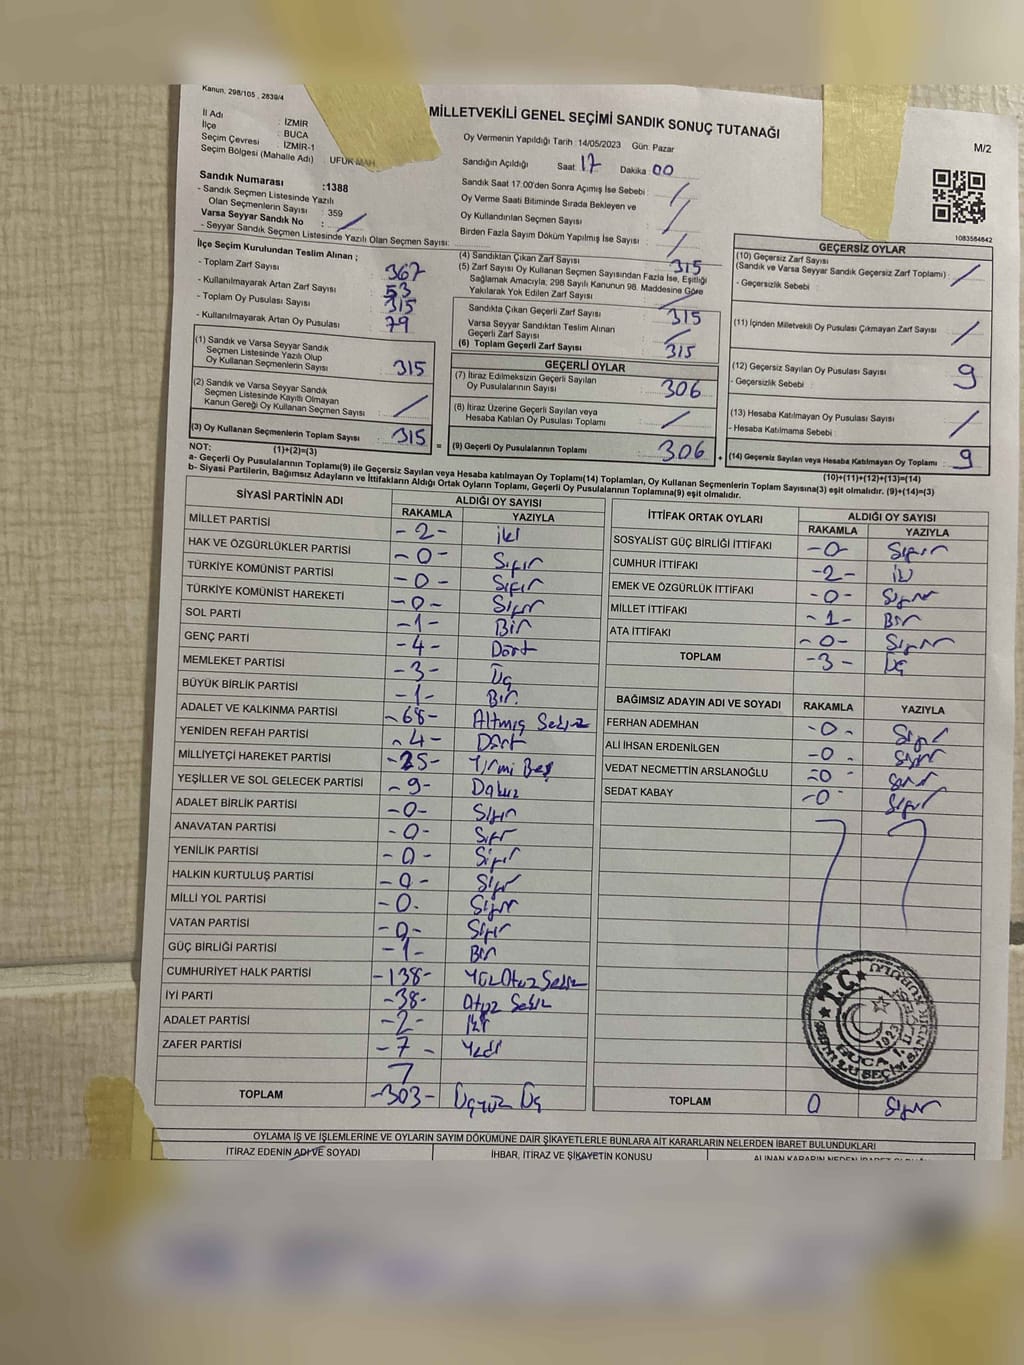 Kanun, 298/105 , 2839/4
MİLLETVEKİLİ GENEL SEÇİMİ SANDIK SONUÇ TUTANAĞI
M/2
İl Adı : İZMİR
İlçe : BUCA
Seçim Çevresi : İZMİR-1
Seçim Bölgesi (Mahalle Adı) : UFUK MAH.
Oy Vermenin Yapıldığı Tarih : 14/05/2023 Gün: Pazar
Sandığın Açıldığı Saat 17 Dakika 00
Sandık Saat 17.00'den Sonra Açımış İse Sebebi : /
Oy Verme Saati Bitiminde Sırada Bekleyen ve
Oy Kullandırılan Seçmen Sayısı : /
Birden Fazla Sayım Döküm Yapılmış İse Sayısı : /
Sandık Numarası :1388
- Sandık Seçmen Listesinde Yazılı
Olan Seçmenlerin Sayısı : 359
Varsa Seyyar Sandık No : /
- Seyyar Sandık Seçmen Listesinde Yazılı Olan Seçmen Sayısı:
1083564842
İlçe Seçim Kurulundan Teslim Alınan ;
- Toplam Zarf Sayısı : 367
- Kullanılmayarak Artan Zarf Sayısı : 53
- Toplam Oy Pusulası Sayısı : 315
- Kullanılmayarak Artan Oy Pusulası : 79
(1) Sandık ve Varsa Seyyar Sandık
Seçmen Listesinde Yazılı Olup
Oy Kullanan Seçmenlerin Sayısı : 315
(2) Sandık ve Varsa Seyyar Sandık
Seçmen Listesinde Kayıtlı Olmayan
Kanun Gereği Oy Kullanan Seçmen Sayısı : /
(3) Oy Kullanan Seçmenlerin Toplam Sayısı : 315
(1)+(2)=(3)
(4) Sandıktan Çıkan Zarf Sayısı : 315
(5) Zarf Sayısı Oy Kullanan Seçmen Sayısından Fazla İse, Eşitliği
Sağlamak Amacıyla; 298 Sayılı Kanunun 98. Maddesine Göre
Yakılarak Yok Edilen Zarf Sayısı :
Sandıkta Çıkan Geçerli Zarf Sayısı : 315
Varsa Seyyar Sandıktan Teslim Alınan
Geçerli Zarf Sayısı : /
(6) Toplam Geçerli Zarf Sayısı : 315
GEÇERLİ OYLAR
(7) İtiraz Edilmeksizin Geçerli Sayılan
Oy Pusulalarının Sayısı : 306
(8) İtiraz Üzerine Geçerli Sayılan veya
Hesaba Katılan Oy Pusulası Toplamı : /
(9) Geçerli Oy Pusulalarının Toplamı : 306
GEÇERSİZ OYLAR
(10) Geçersiz Zarf Sayısı
(Sandık ve Varsa Seyyar Sandık Geçersiz Zarf Toplamı) : /
- Geçersizlik Sebebi :
(11) İçinden Milletvekili Oy Pusulası Çıkmayan Zarf Sayısı : /
(12) Geçersiz Sayılan Oy Pusulası Sayısı : 9
- Geçersizlik Sebebi :
(13) Hesaba Katılmayan Oy Pusulası Sayısı : /
- Hesaba Katılmama Sebebi :
(14) Geçersiz Sayılan veya Hesaba Katılmayan Oy Toplamı : 9
(10)+(11)+(12)+(13)=(14)
NOT:
a- Geçerli Oy Pusulalarının Toplamı(9) ile Geçersiz Sayılan veya Hesaba katılmayan Oy Toplamı(14) Toplamları, Oy Kullanan Seçmenlerin Toplam Sayısına(3) eşit olmalıdır. (9)+(14)=(3)
b- Siyasi Partilerin, Bağımsız Adayların ve İttifakların Aldığı Ortak Oyların Toplamı, Geçerli Oy Pusulalarının Toplamına(9) eşit olmalıdır.
SİYASİ PARTİNİN ADI ALDIĞI OY SAYISI
RAKAMLA YAZIYLA
MİLLET PARTİSİ -2- iki
HAK VE ÖZGÜRLÜKLER PARTİSİ -0- Sıfır
TÜRKİYE KOMÜNİST PARTİSİ -0- Sıfır
TÜRKİYE KOMÜNİST HAREKETİ -0- Sıfır
SOL PARTİ -1- Bir
GENÇ PARTİ -4- Dört
MEMLEKET PARTİSİ -3- Üç
BÜYÜK BİRLİK PARTİSİ -1- Bir
ADALET VE KALKINMA PARTİSİ -68- Altmış Sekiz
YENİDEN REFAH PARTİSİ -4- Dört
MİLLİYETÇİ HAREKET PARTİSİ -25- Yirmi Beş
YEŞİLLER VE SOL GELECEK PARTİSİ -9- Dokuz
ADALET BİRLİK PARTİSİ -0- Sıfır
ANAVATAN PARTİSİ -0- Sıfır
YENİLİK PARTİSİ -0- Sıfır
HALKIN KURTULUŞ PARTİSİ -0- Sıfır
MİLLİ YOL PARTİSİ -0- Sıfır
VATAN PARTİSİ -0- Sıfır
GÜÇ BİRLİĞİ PARTİSİ -1- Bir
CUMHURİYET HALK PARTİSİ -138- Yüz Otuz Sekiz
İYİ PARTİ -38- Otuz Sekiz
ADALET PARTİSİ -2- iki
ZAFER PARTİSİ -7- Yedi
TOPLAM -303- Üçyüz Üç
İTTİFAK ORTAK OYLARI ALDIĞI OY SAYISI
RAKAMLA YAZIYLA
SOSYALİST GÜÇ BİRLİĞİ İTTİFAKI -0- Sıfır
CUMHUR İTTİFAKI -2- iki
EMEK VE ÖZGÜRLÜK İTTİFAKI -0- Sıfır
MİLLET İTTİFAKI -1- Bir
ATA İTTİFAKI -0- Sıfır
TOPLAM -3- Üç
BAĞIMSIZ ADAYIN ADI VE SOYADI RAKAMLA YAZIYLA
FERHAN ADEMHAN -0- Sıfır
ALİ İHSAN ERDENİLGEN -0- Sıfır
VEDAT NECMETTİN ARSLANOĞLU -0- Sıfır
SEDAT KABAY -0- Sıfır
T.C.
1923
BUCA 1. İLÇE SEÇİM
TOPLAM 0 Sıfır
OYLAMA İŞ VE İŞLEMLERİNE VE OYLARIN SAYIM DÖKÜMÜNE DAİR ŞİKAYETLERLE BUNLARA AİT KARARLARIN NELERDEN İBARET BULUNDUKLARI
İTİRAZ EDENİN ADI VE SOYADI İHBAR, İTİRAZ VE ŞİKAYETİN KONUSU ALINAN KARARIN NEDEN İBARET